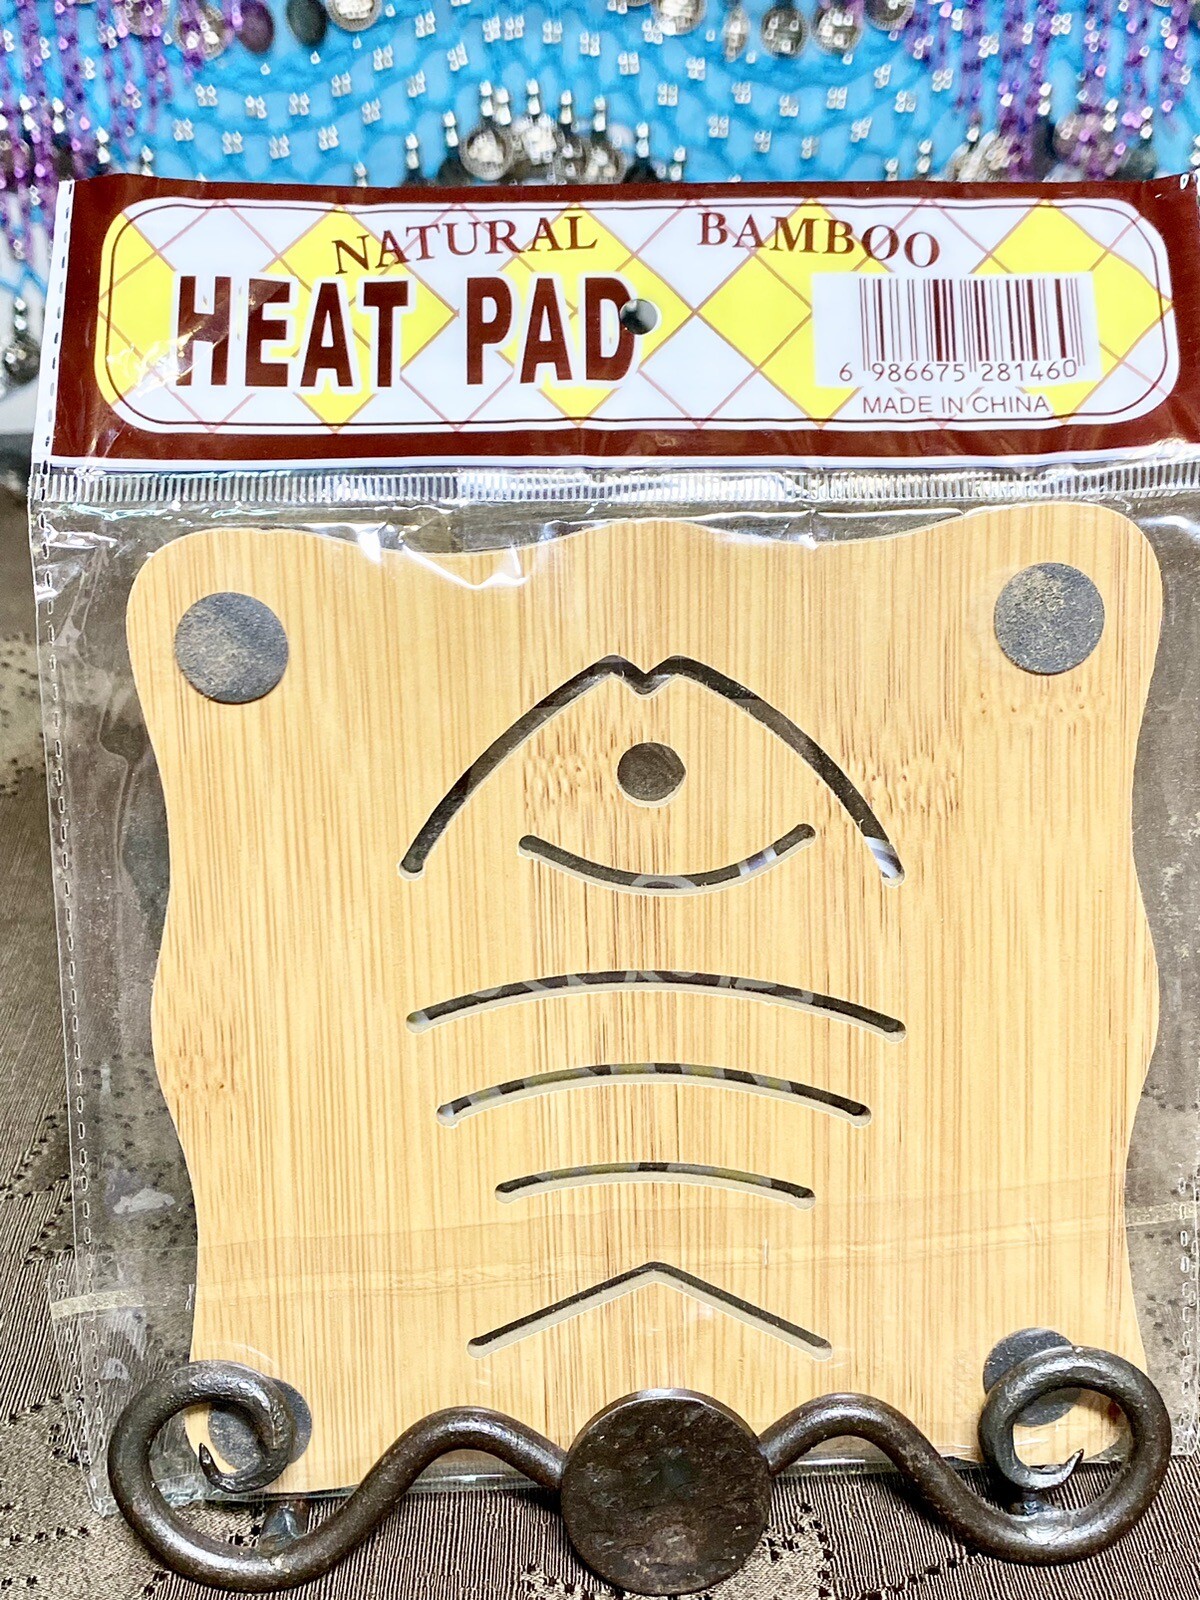 NATURAL BAMBOO
HEAT PAD
6 986675 281460
MADE IN CHINA